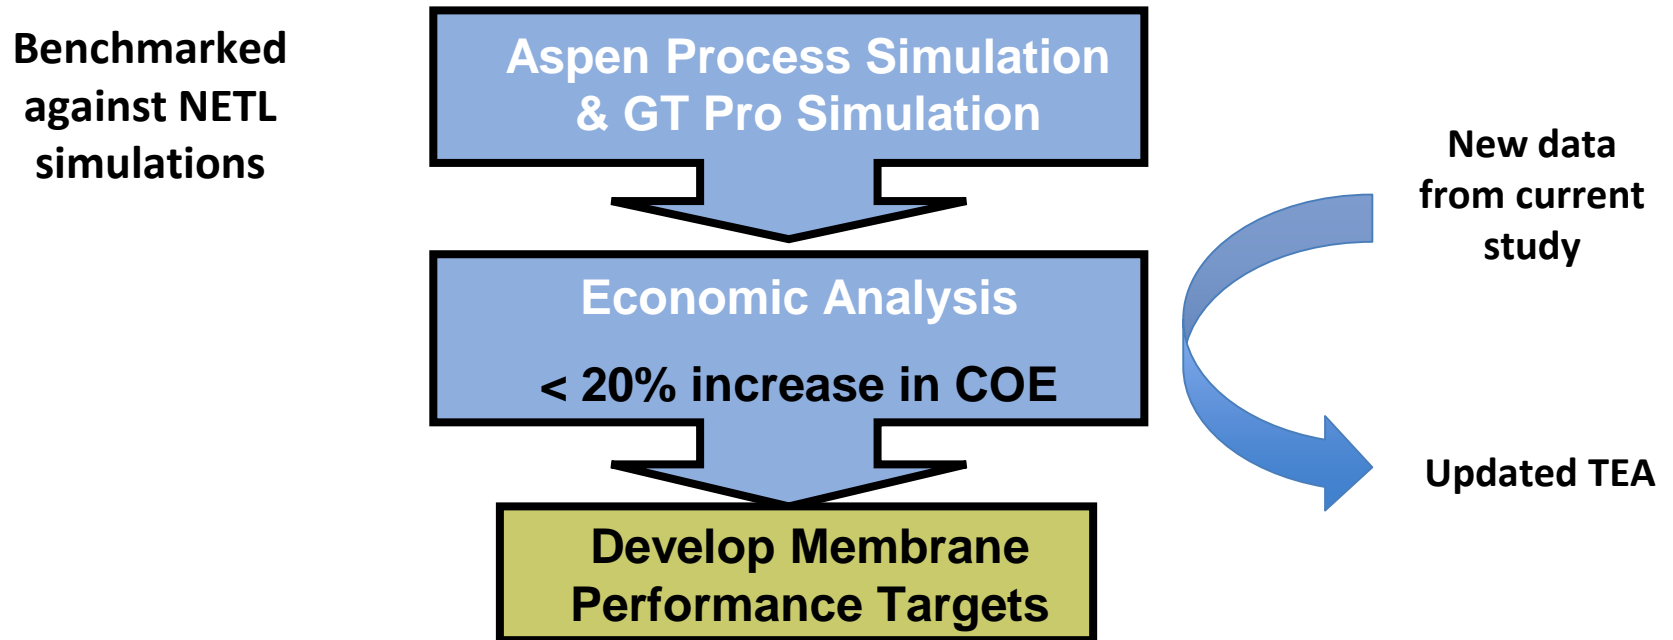 Benchmarked
against NETL
simulations
Aspen Process Simulation
& GT Pro Simulation
Economic Analysis
< 20% increase in COE
Develop Membrane
Performance Targets
New data
from current
study
Updated TEA